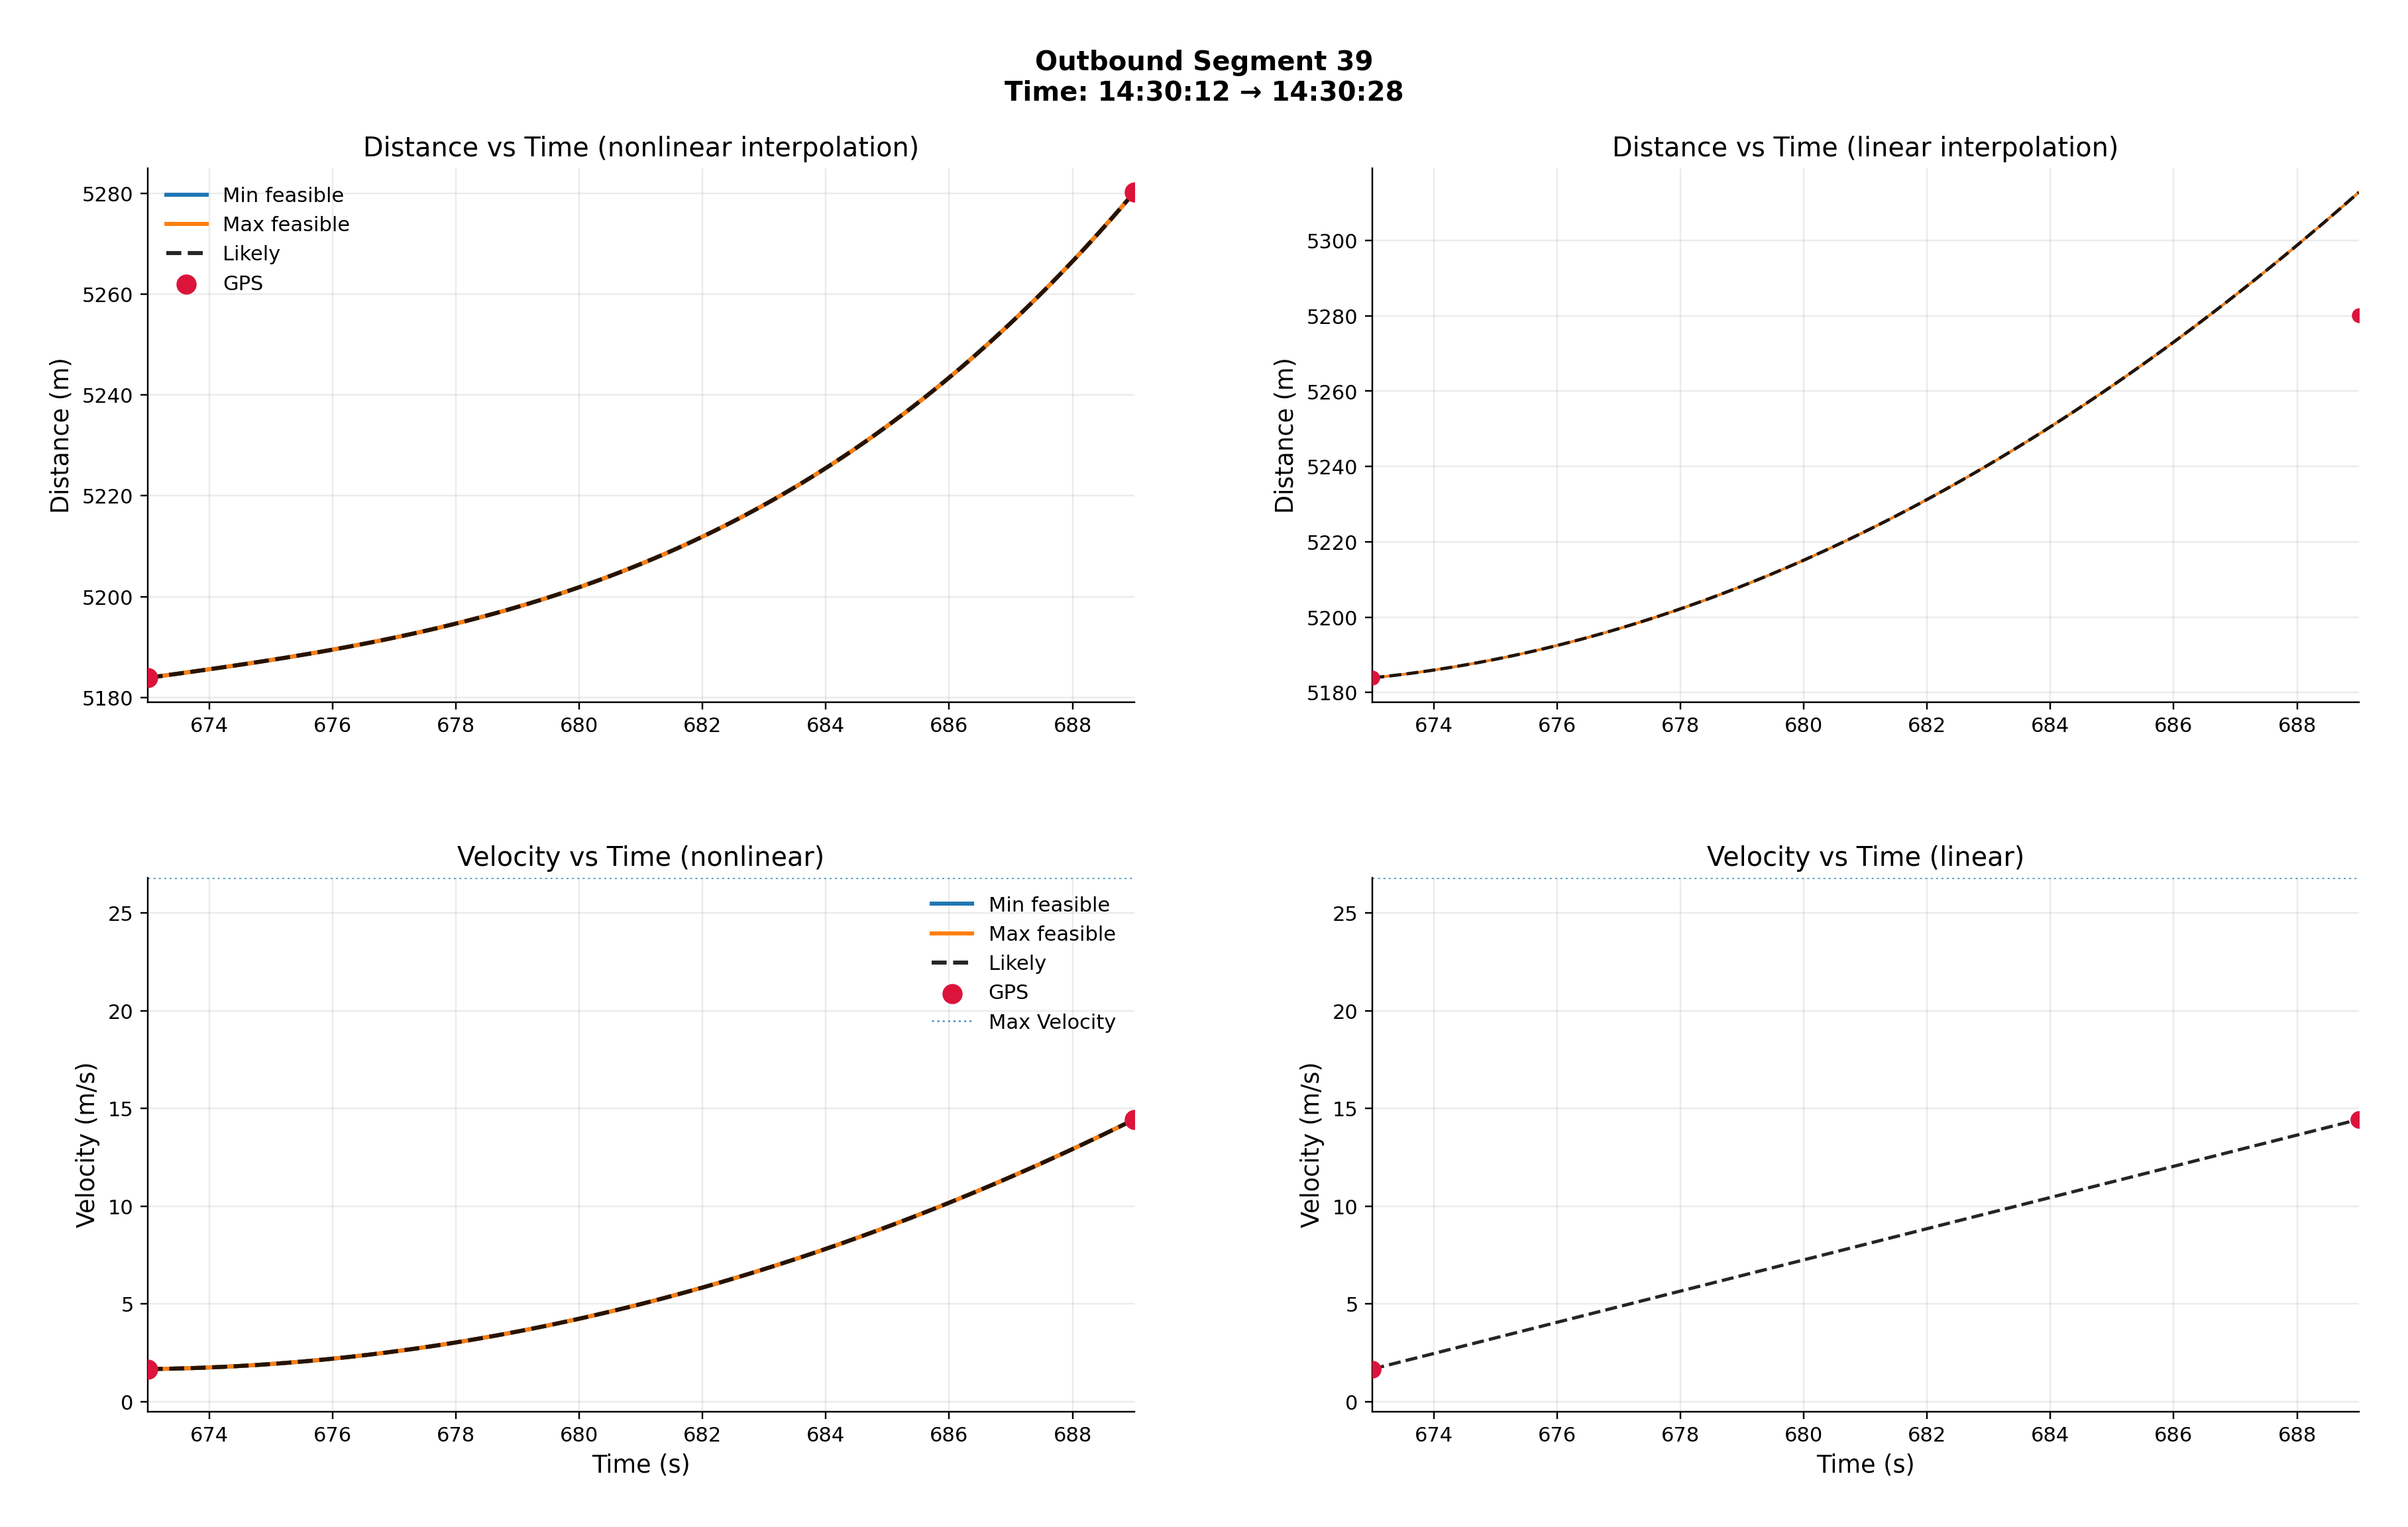 Outbound Segment 39
Time: 14:30:12 → 14:30:28
Distance vs Time (nonlinear interpolation)
Distance (m)
5280
5260
5240
5220
5200
5180
Min feasible
Max feasible
Likely
GPS
674 676 678 680 682 684 686 688
Distance vs Time (linear interpolation)
Distance (m)
5300
5280
5260
5240
5220
5200
5180
674 676 678 680 682 684 686 688
Velocity vs Time (nonlinear)
Velocity (m/s)
25
20
15
10
5
0
Min feasible
Max feasible
Likely
GPS
Max Velocity
674 676 678 680 682 684 686 688
Time (s)
Velocity vs Time (linear)
Velocity (m/s)
25
20
15
10
5
0
674 676 678 680 682 684 686 688
Time (s)